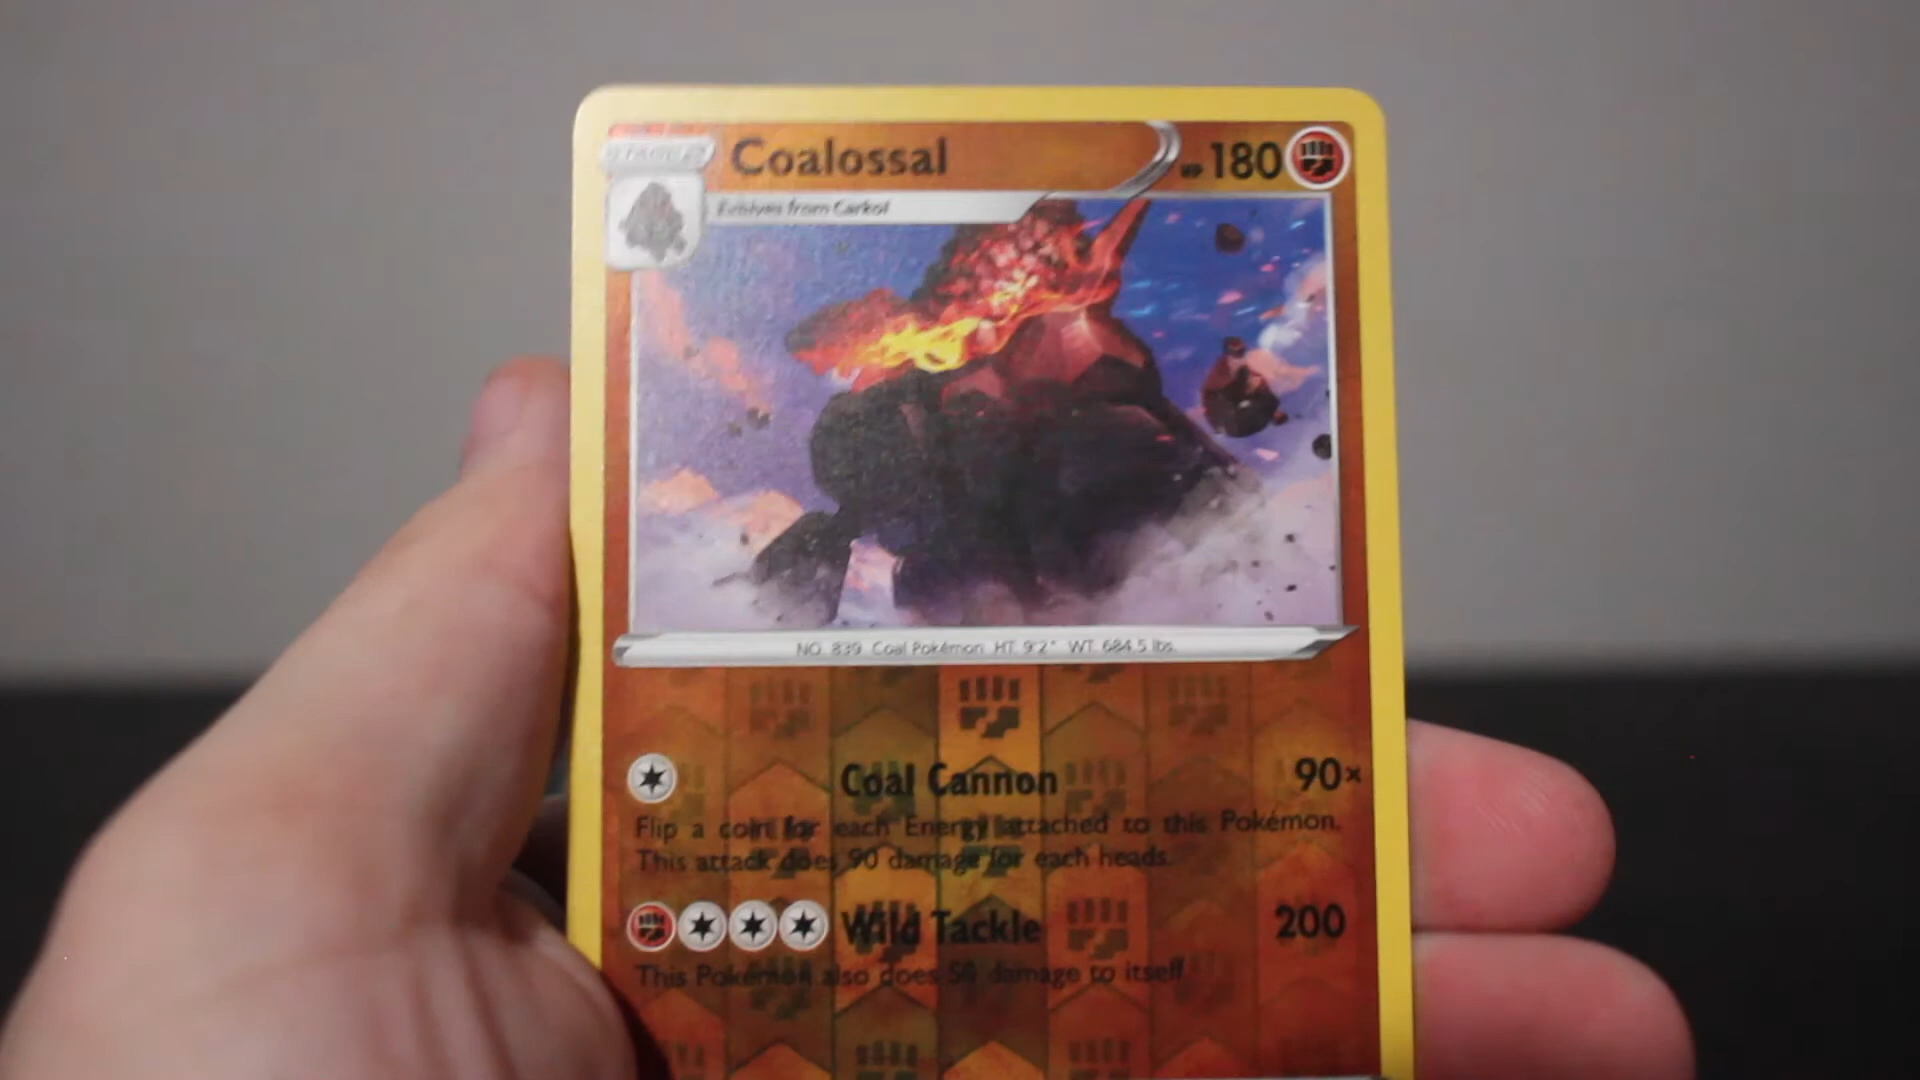 Coalossal
HP 180
Evolves from Carkol
NO. 839 Coal Pokémon HT. 9'2" WT. 684.5 lbs.
Coal Cannon 90×
Flip a coin for each Energy attached to this Pokémon.
This attack does 90 damage for each heads.
Wild Tackle 200
This Pokémon also does 50 damage to itself.